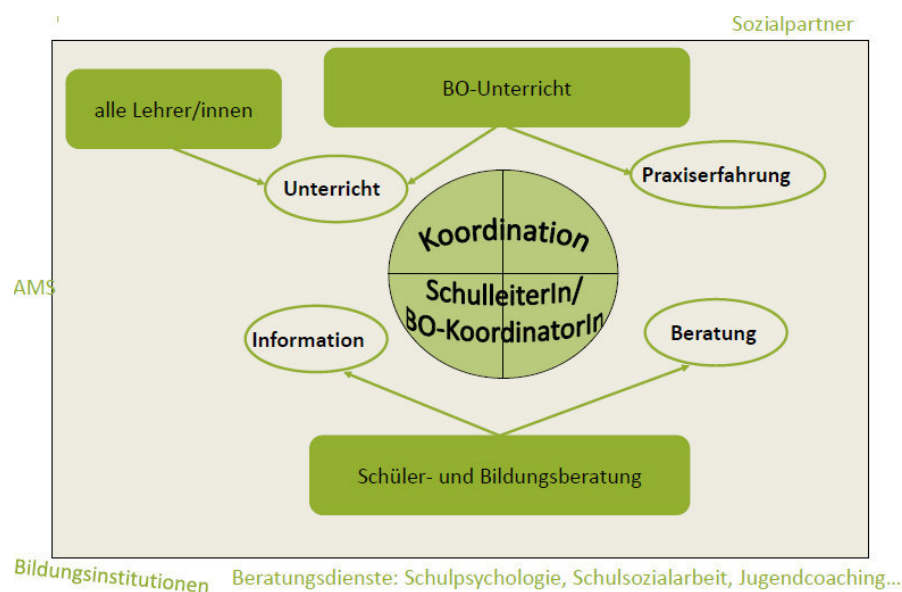 Sozialpartner
alle Lehrer/innen
BO-Unterricht
Unterricht
Praxiserfahrung
Koordination
AMS
SchulleiterIn/
BO-KoordinatorIn
Information
Beratung
Schüler- und Bildungsberatung
Bildungsinstitutionen
Beratungsdienste: Schulpsychologie, Schulsozialarbeit, Jugendcoaching...